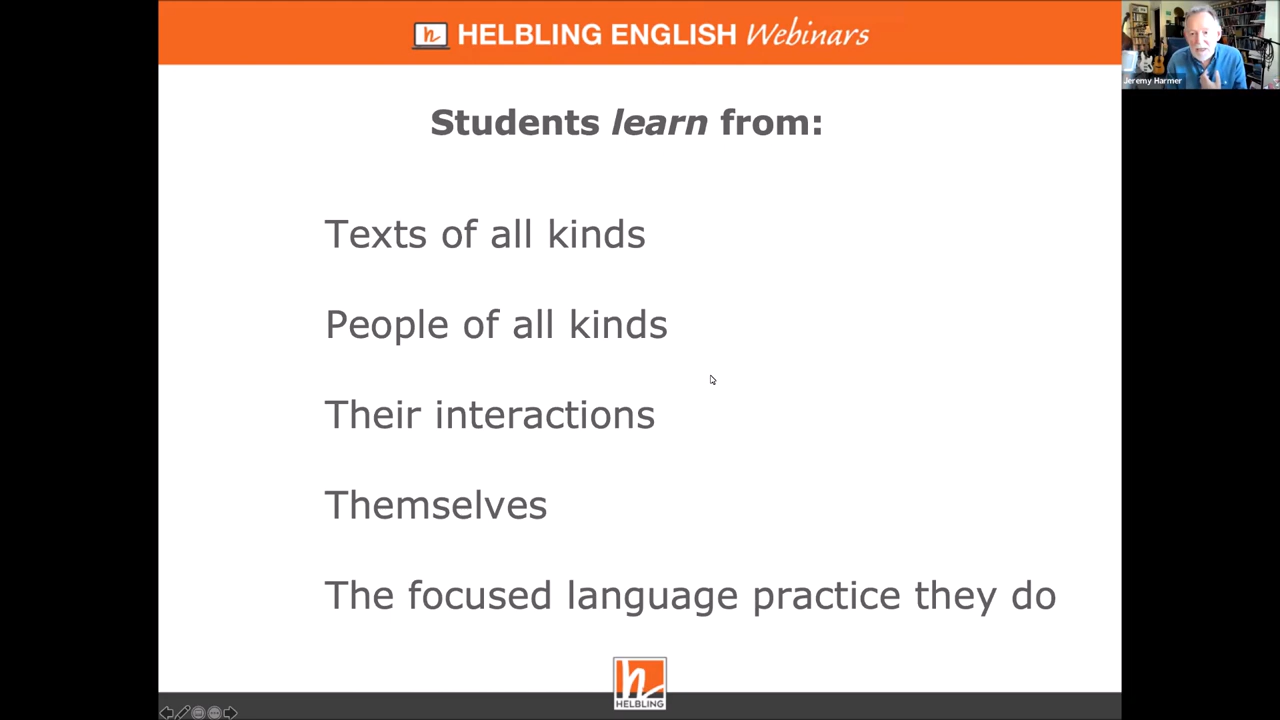 HELBLING ENGLISH Webinars
Jeremy Harmer
Students learn from:
Texts of all kinds
People of all kinds
Their interactions
Themselves
The focused language practice they do
h
HELBLING